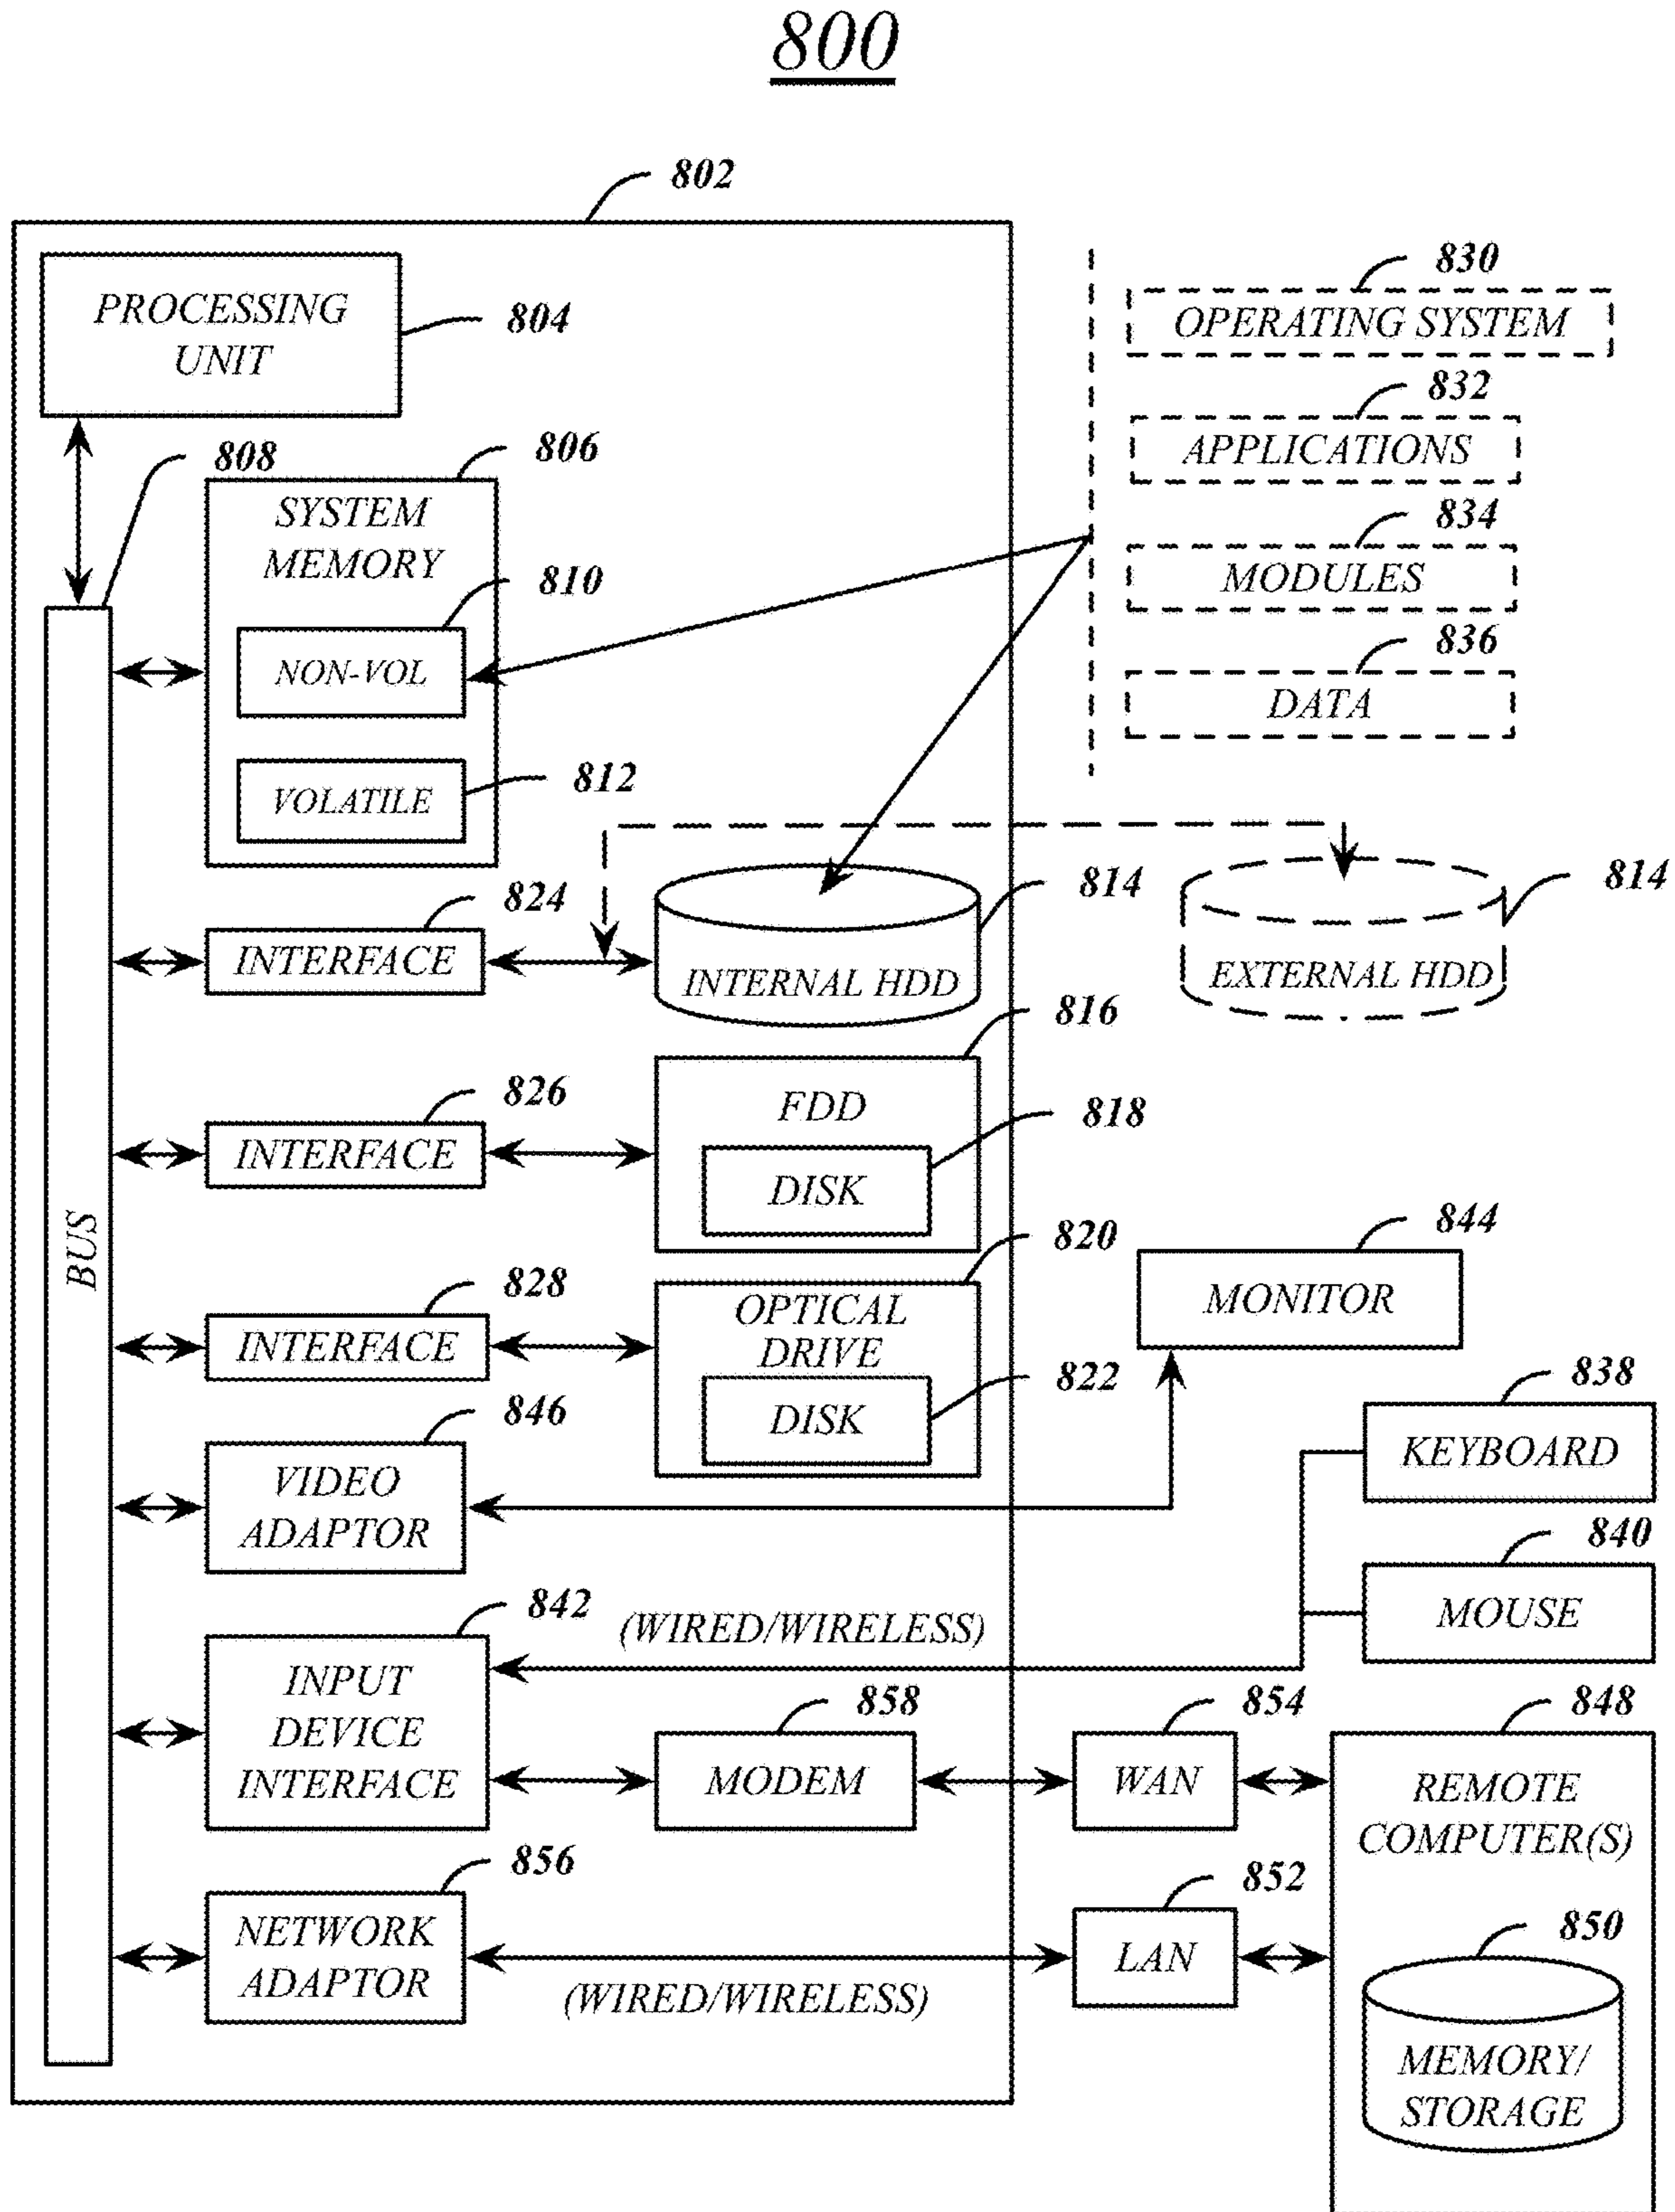 800
802
PROCESSING
UNIT
804
808
806
SYSTEM
MEMORY
810
NON-VOL
812
VOLATILE
830
OPERATING SYSTEM
832
APPLICATIONS
834
MODULES
836
DATA
BUS
824
INTERFACE
814
INTERNAL HDD
814
EXTERNAL HDD
826
INTERFACE
816
FDD
818
DISK
828
INTERFACE
820
OPTICAL
DRIVE
822
DISK
844
MONITOR
846
VIDEO
ADAPTOR
838
KEYBOARD
840
MOUSE
842
INPUT
DEVICE
INTERFACE
(WIRED/WIRELESS)
858
MODEM
854
WAN
848
REMOTE
COMPUTER(S)
856
NETWORK
ADAPTOR
(WIRED/WIRELESS)
852
LAN
850
MEMORY/
STORAGE